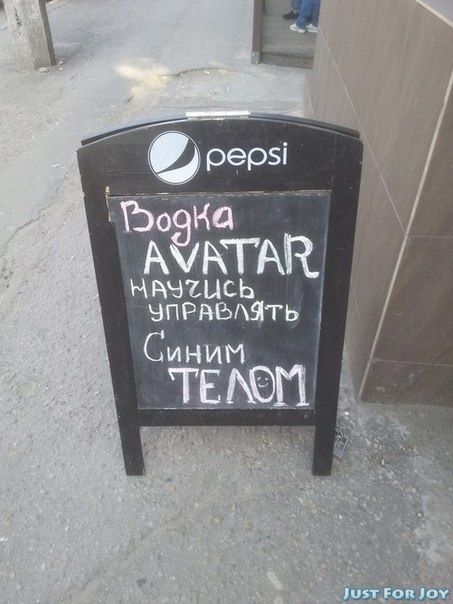 pepsi
Водка
AVATAR
научись
управлять
Синим
ТЕЛОМ
Just For Joy